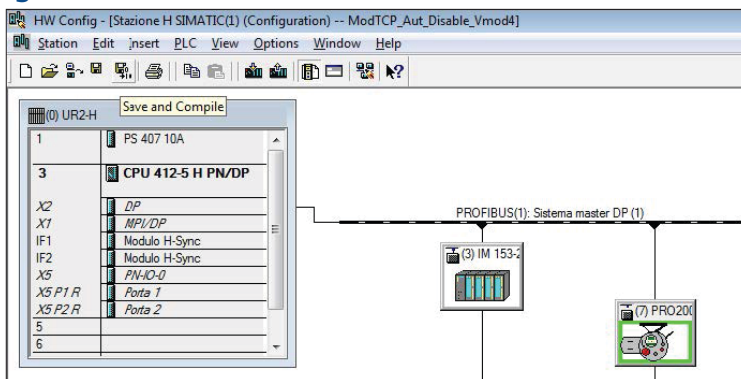 HW Config - [Stazione H SIMATIC(1) (Configuration) -- ModTCP_Aut_Disable_Vmod4]
Station Edit Insert PLC View Options Window Help
Save and Compile
(0) UR2-H
1 PS 407 10A
3 CPU 412-5 H PN/DP
X2 DP
X1 MPI/DP
IF1 Modulo H-Sync
IF2 Modulo H-Sync
X5 PN-IO-0
X5 P1 R Porta 1
X5 P2 R Porta 2
5
6
PROFIBUS(1): Sistema master DP (1)
(3) IM 153-2
(7) PRO200